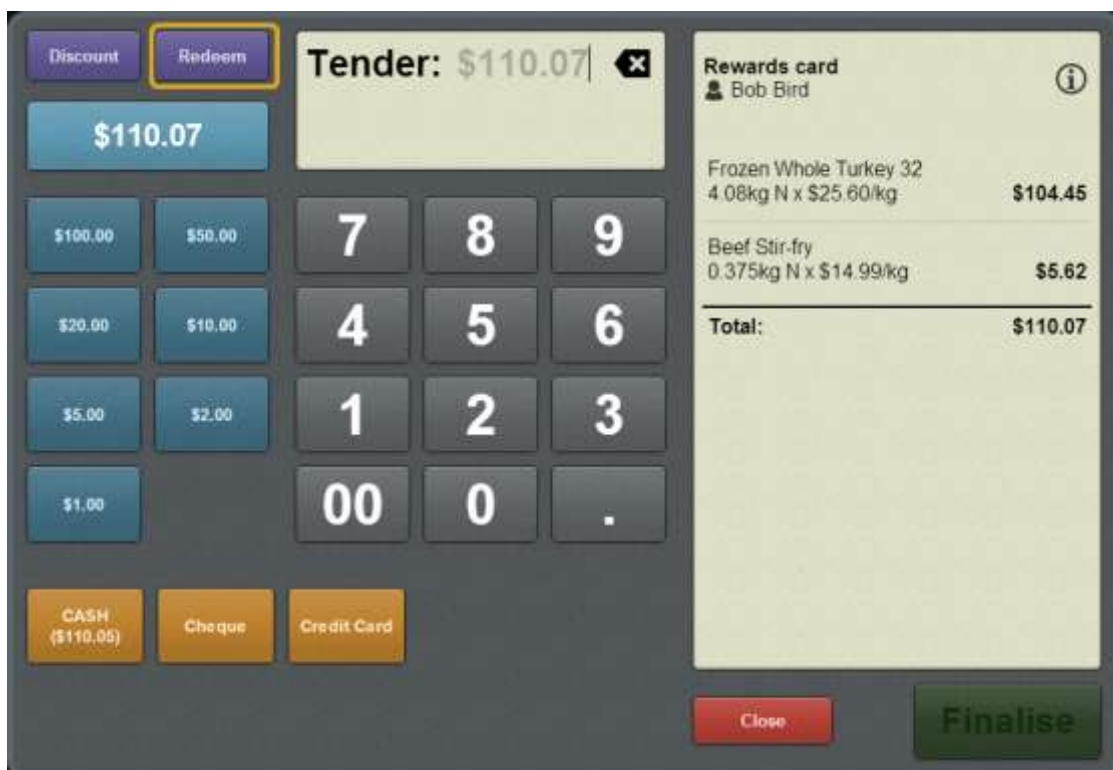 Discount Redeem
Tender: $110.07
$110.07
$100.00 $50.00
$20.00 $10.00
$5.00 $2.00
$1.00
7 8 9
4 5 6
1 2 3
00 0 .
CASH
($110.05)
Cheque
Credit Card
Rewards card
Bob Bird
Frozen Whole Turkey 32
4.08kg N x $25.60/kg $104.45
Beef Stir-fry
0.375kg N x $14.99/kg $5.62
Total: $110.07
Close
Finalise